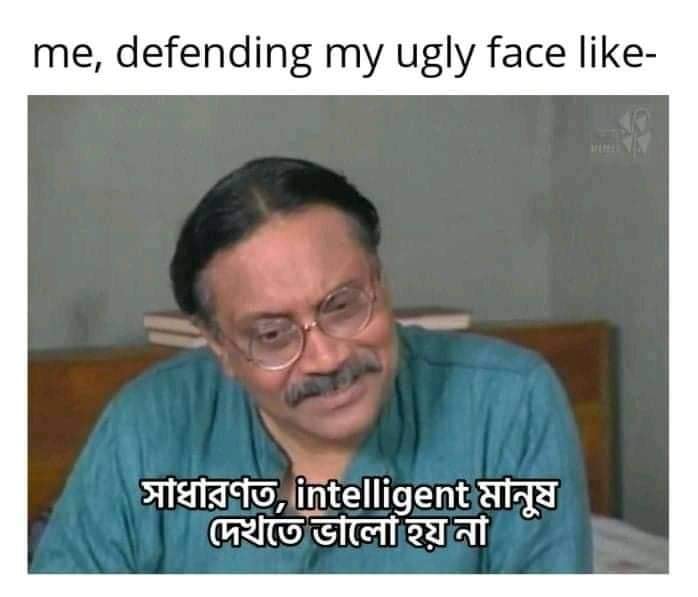 me, defending my ugly face like-
সাধারণত, intelligent মানুষ
দেখতে ভালো হয় না